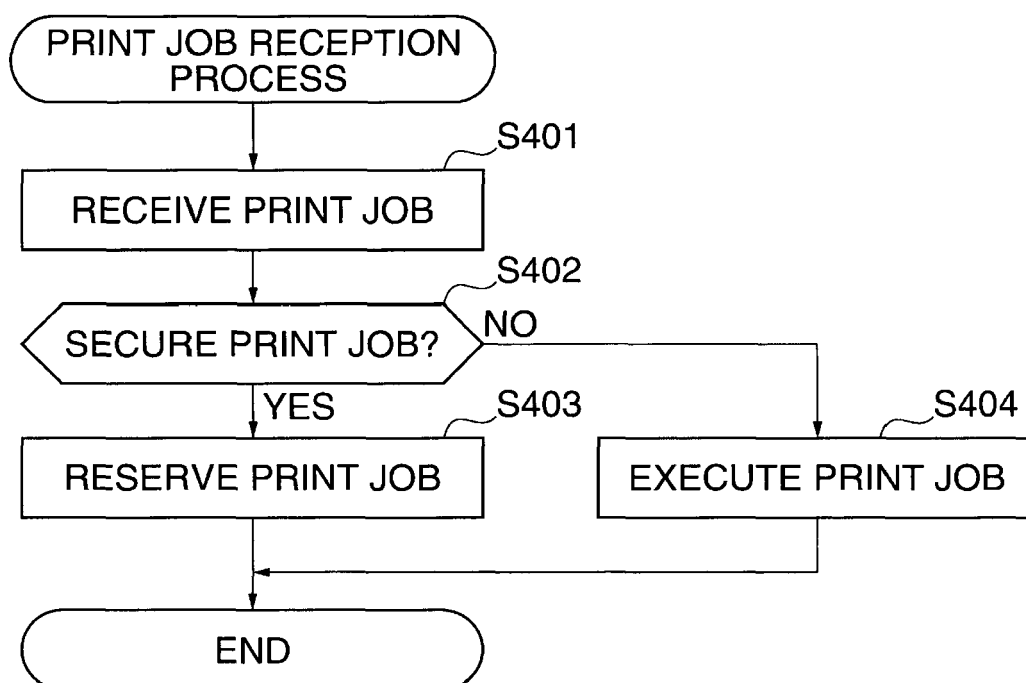 PRINT JOB RECEPTION
PROCESS
S401
RECEIVE PRINT JOB
S402
SECURE PRINT JOB?
NO
YES
S403
S404
RESERVE PRINT JOB
EXECUTE PRINT JOB
END